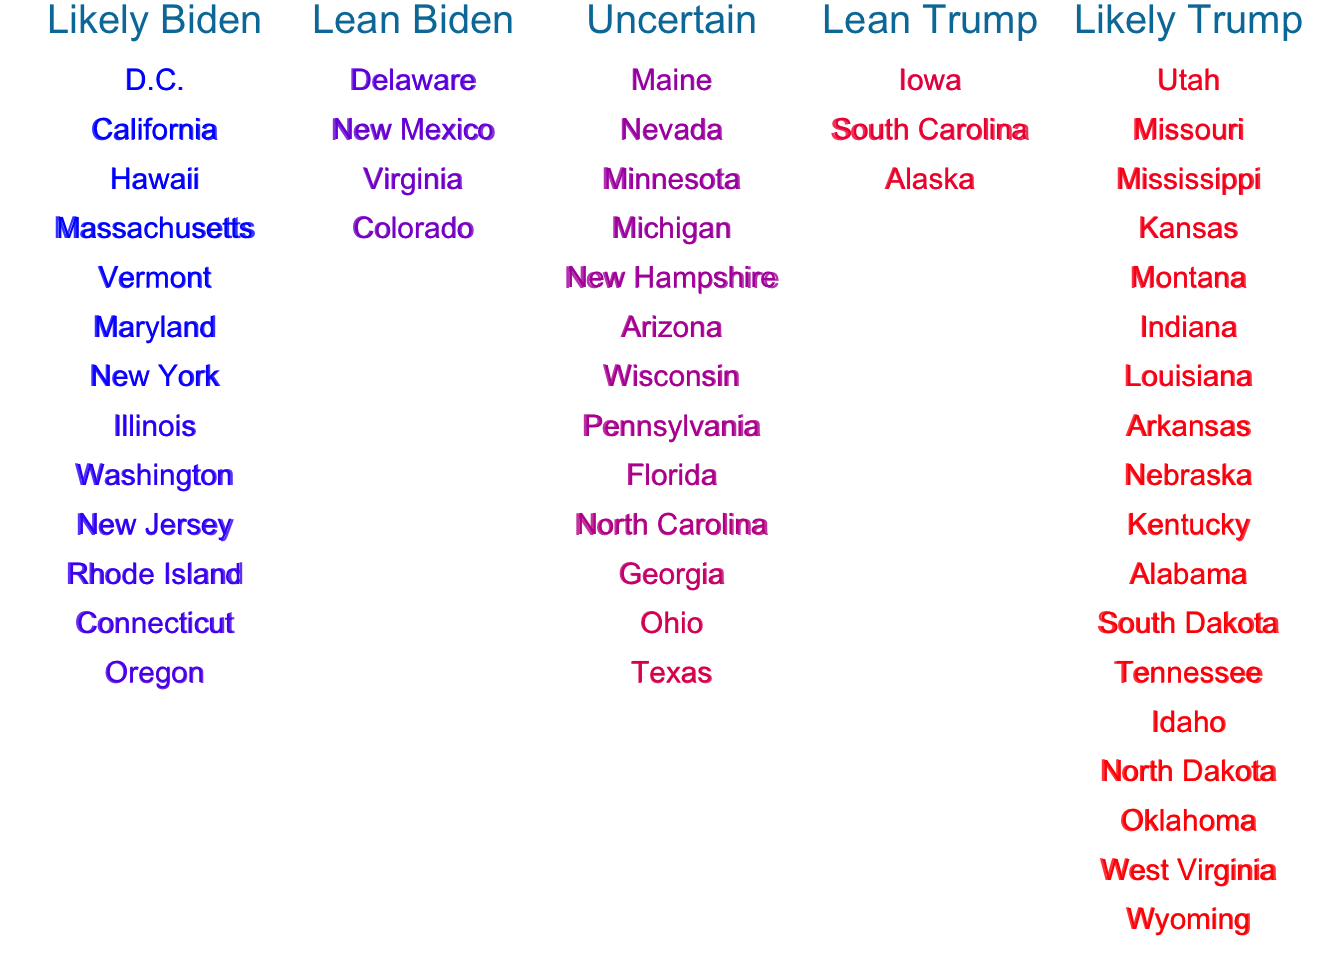 Likely Biden
D.C.
California
Hawaii
Massachusetts
Vermont
Maryland
New York
Illinois
Washington
New Jersey
Rhode Island
Connecticut
Oregon
Lean Biden
Delaware
New Mexico
Virginia
Colorado
Uncertain
Maine
Nevada
Minnesota
Michigan
New Hampshire
Arizona
Wisconsin
Pennsylvania
Florida
North Carolina
Georgia
Ohio
Texas
Lean Trump
Iowa
South Carolina
Alaska
Likely Trump
Utah
Missouri
Mississippi
Kansas
Montana
Indiana
Louisiana
Arkansas
Nebraska
Kentucky
Alabama
South Dakota
Tennessee
Idaho
North Dakota
Oklahoma
West Virginia
Wyoming